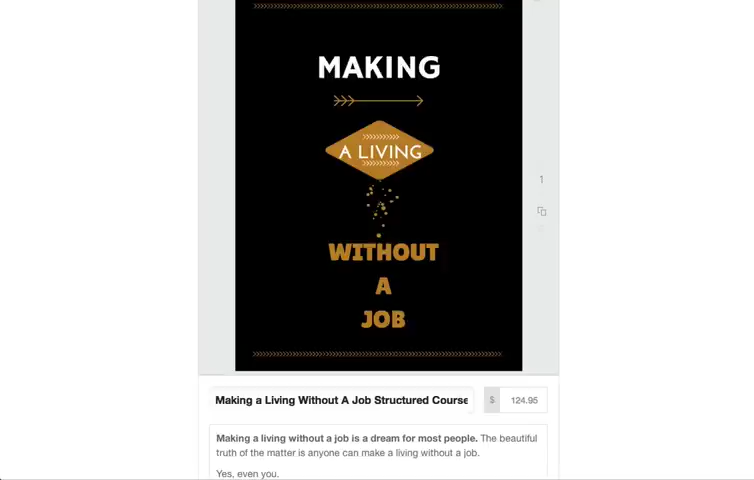 MAKING
A LIVING
1
WITHOUT
A
JOB
Making a Living Without A Job Structured Course
$ 124.95
Making a living without a job is a dream for most people. The beautiful
truth of the matter is anyone can make a living without a job.
Yes, even you.